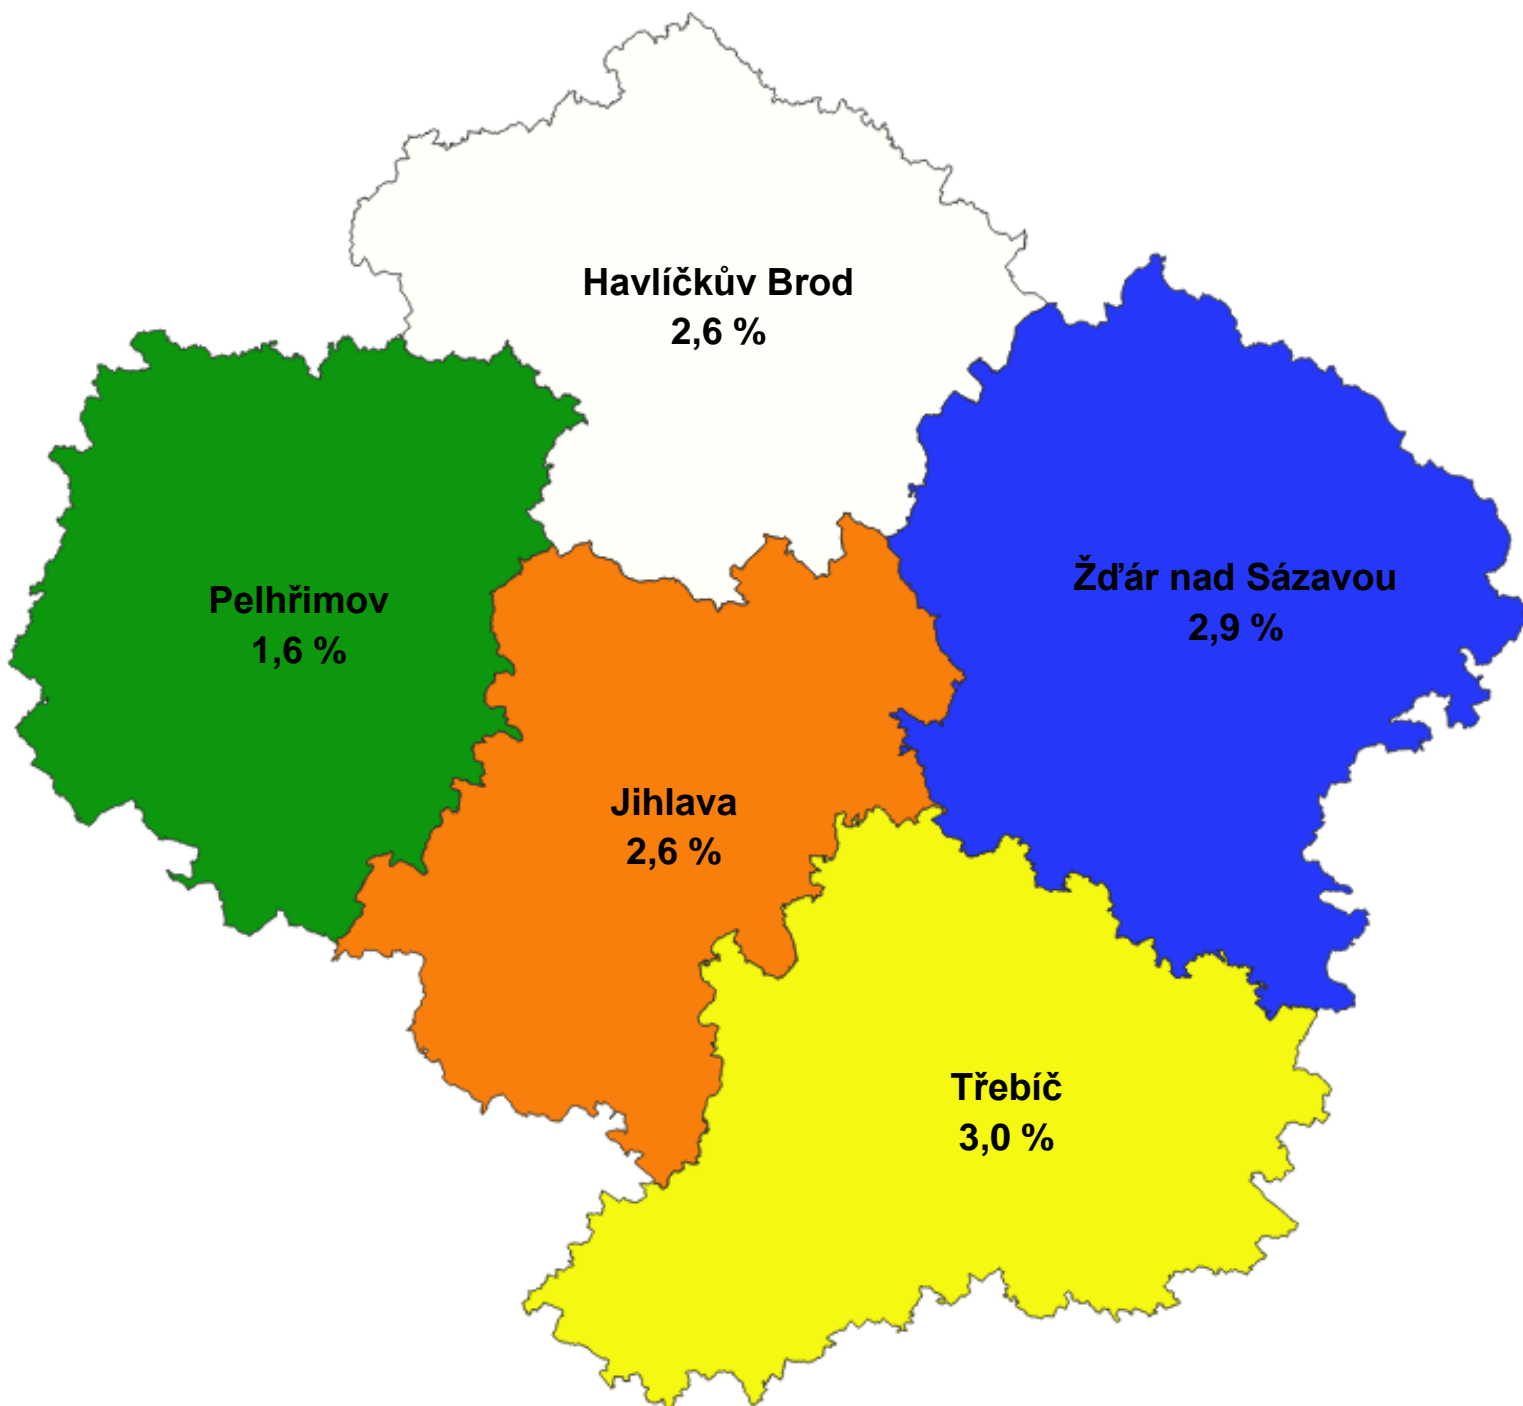 Havlíčkův Brod
2,6 %
Žďár nad Sázavou
2,9 %
Pelhřimov
1,6 %
Jihlava
2,6 %
Třebíč
3,0 %